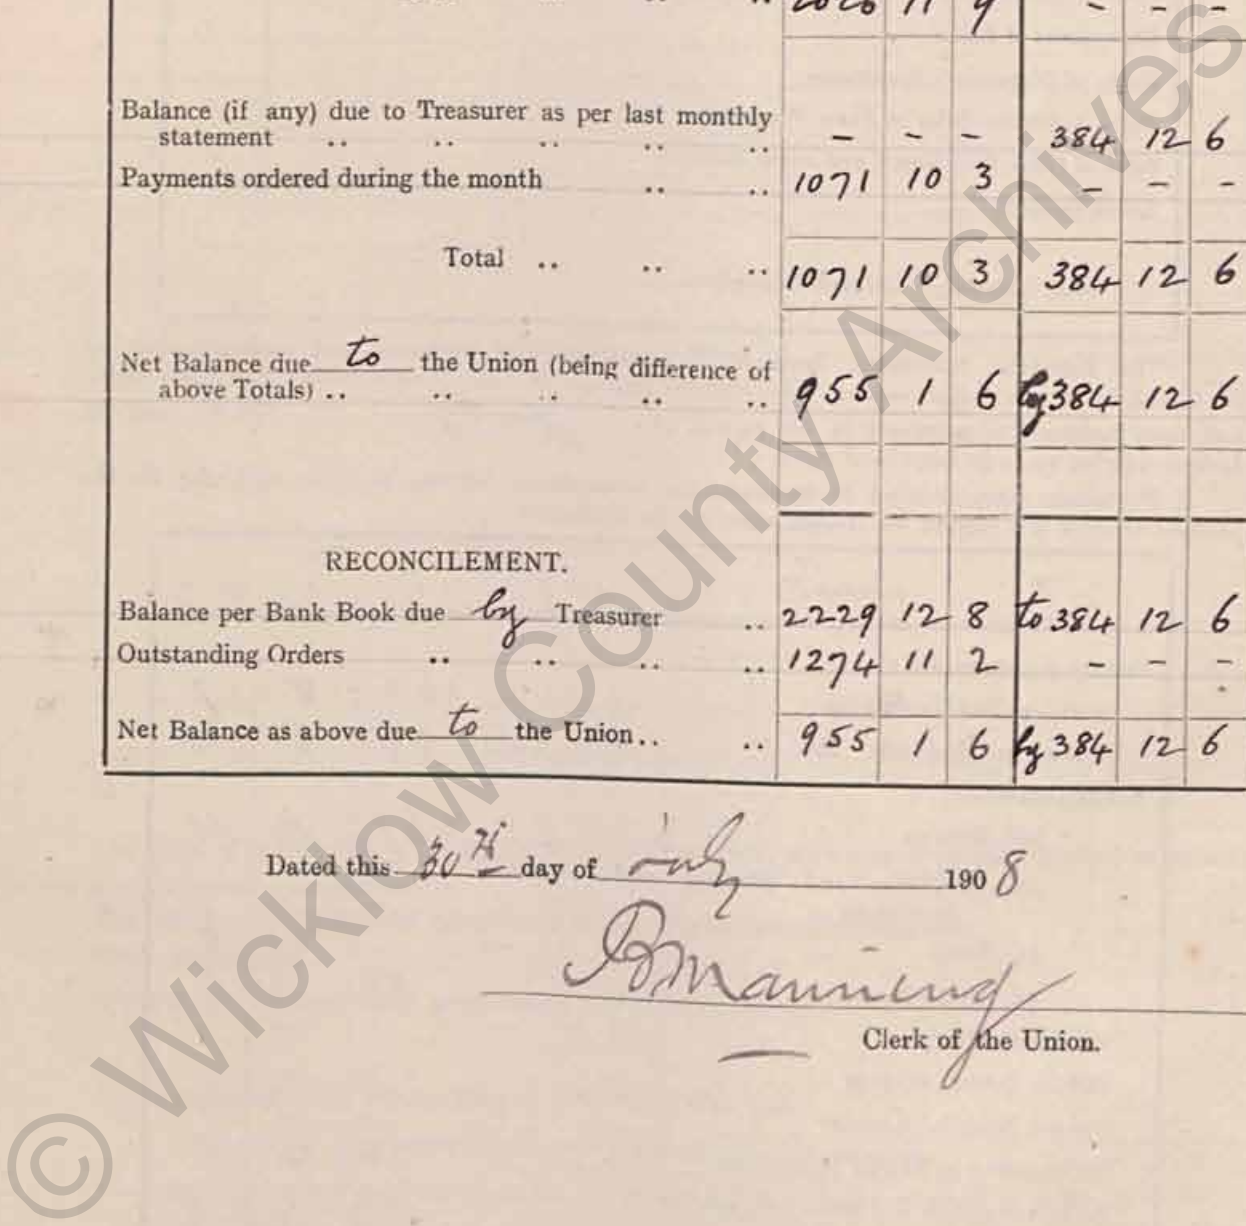 2026 11 9 - - -
Balance (if any) due to Treasurer as per last monthly
statement .. .. .. .. .. - - - 384 12 6
Payments ordered during the month .. .. 1071 10 3 - - -
Total .. .. .. 1071 10 3 384 12 6
Net Balance due to the Union (being difference of
above Totals) .. .. .. .. .. 955 1 6 by 384 12 6
RECONCILEMENT.
Balance per Bank Book due by Treasurer .. 2229 12 8 to 384 12 6
Outstanding Orders .. .. .. .. 1274 11 2 - - -
Net Balance as above due to the Union .. .. 955 1 6 by 384 12 6
Dated this 30th day of July 1908
B Manning
Clerk of the Union.
© Wicklow County Archives